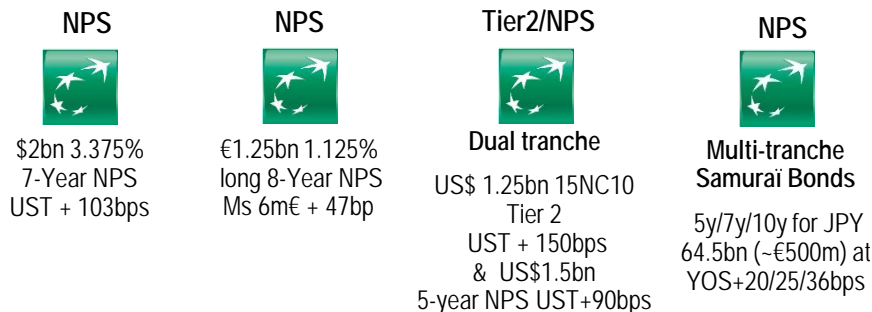 NPS
$2bn 3.375%
7-Year NPS
UST + 103bps
NPS
€1.25bn 1.125%
long 8-Year NPS
Ms 6m€ + 47bp
Tier2/NPS
Dual tranche
US$ 1.25bn 15NC10
Tier 2
UST + 150bps
& US$1.5bn
5-year NPS UST+90bps
NPS
Multi-tranche
Samuraï Bonds
5y/7y/10y for JPY
64.5bn (~€500m) at
YOS+20/25/36bps